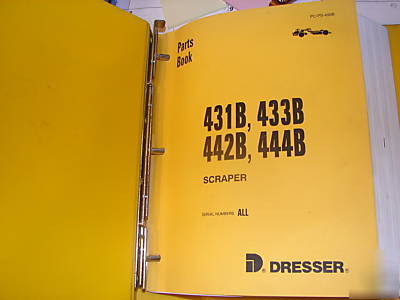 Parts
Book
431B, 433B
442B, 444B
SCRAPER
SERIAL NUMBERS ALL
DRESSER